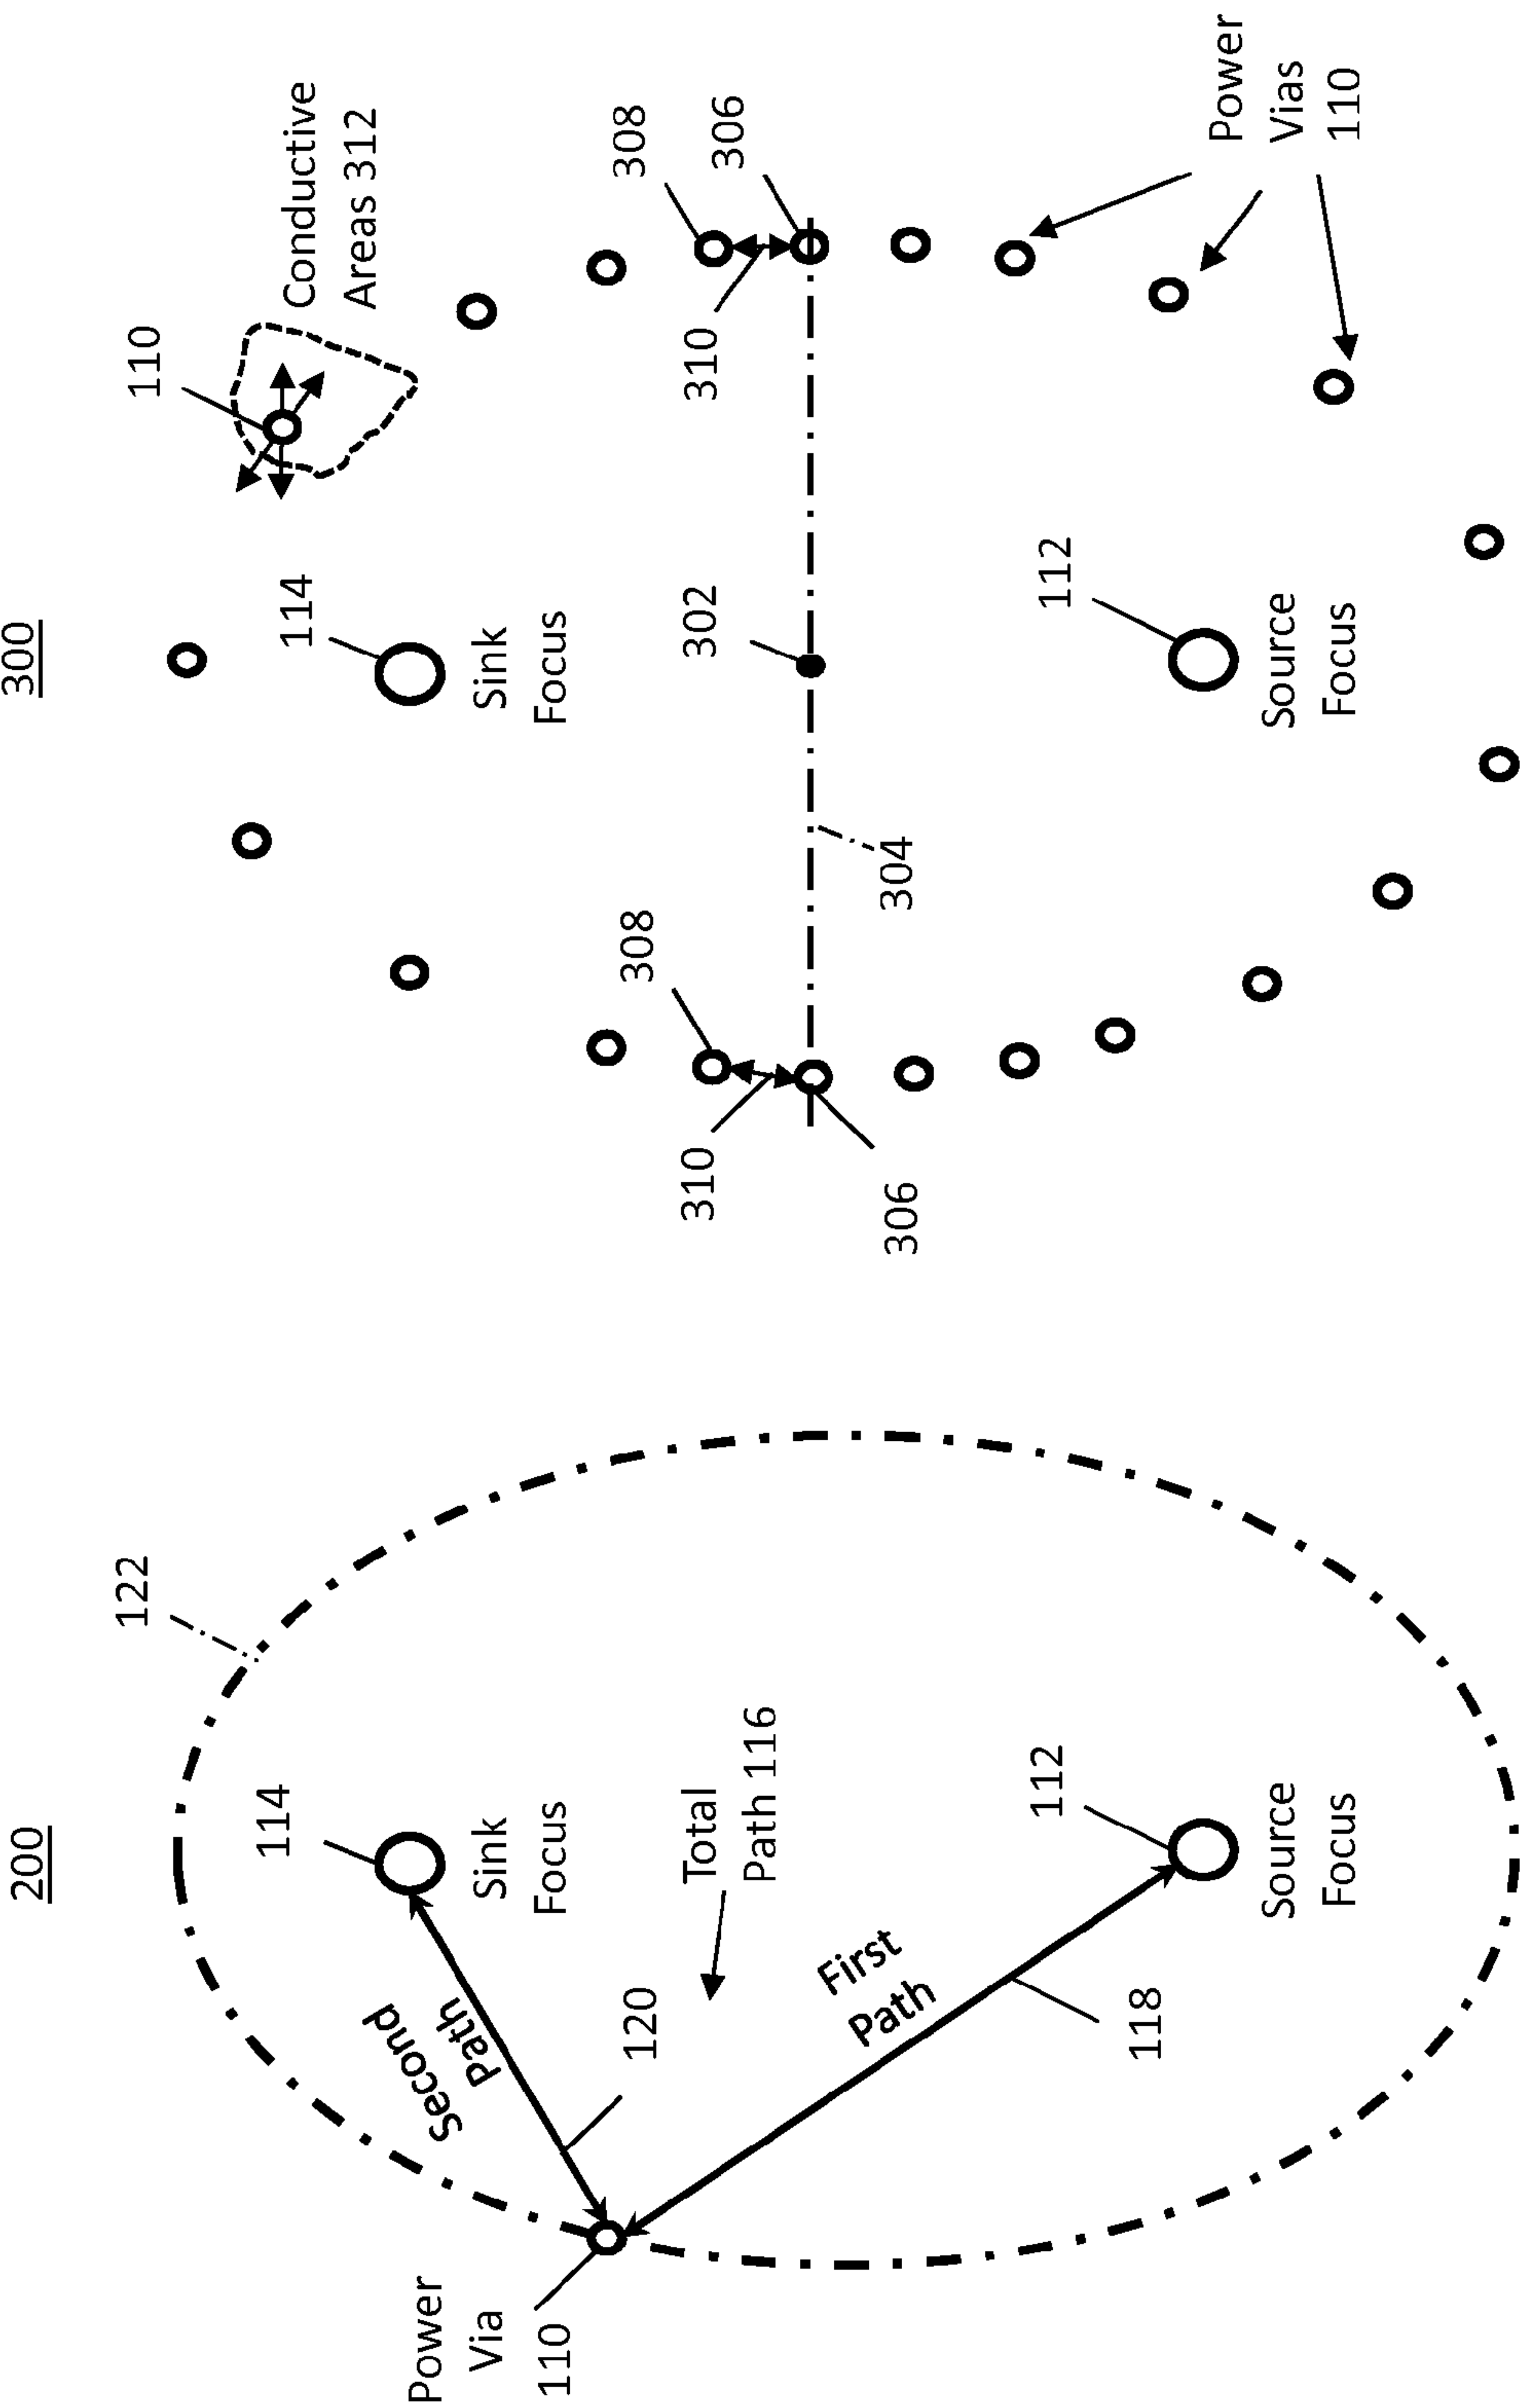 200
122
114
Sink
Focus
Second
Path
120
Total
Path 116
Power
Via
110
First
Path
118
112
Source
Focus
300
110
Conductive
Areas 312
114
Sink
Focus
308
308
306
310
310
302
304
306
112
Source
Focus
Power
Vias
110